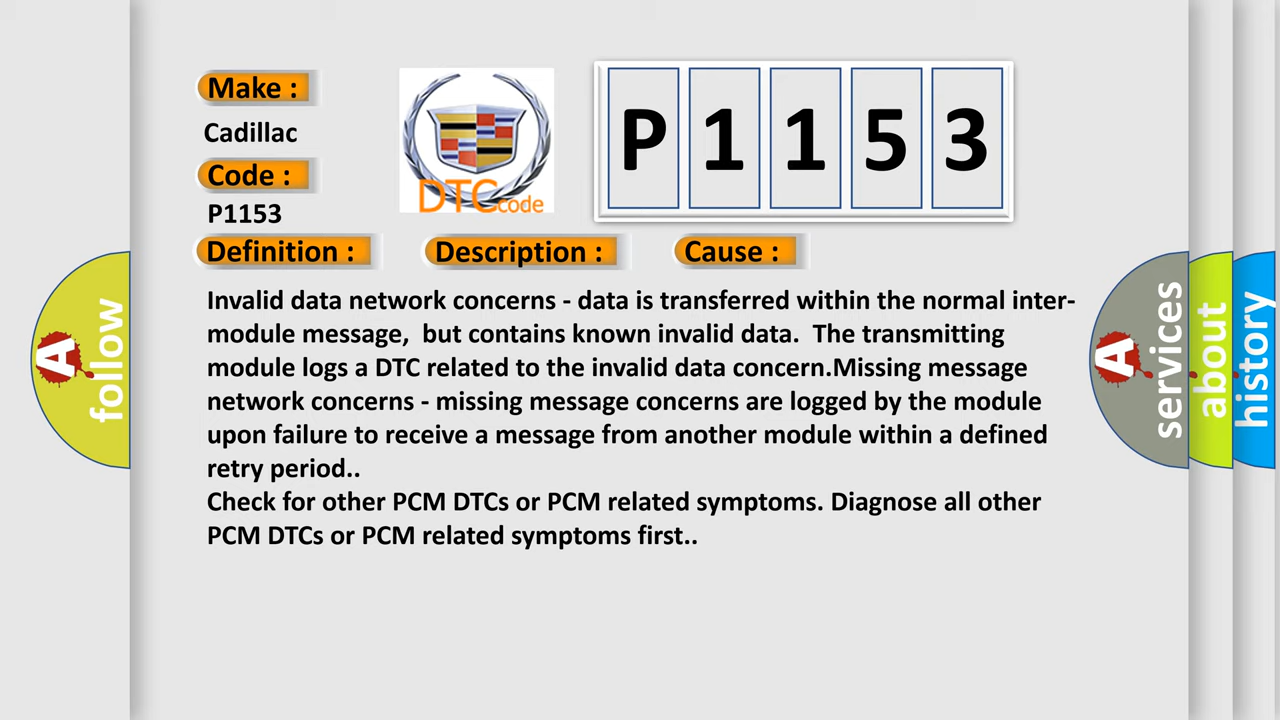 Make :
Cadillac
Code :
P1153
DTCcode
P 1 1 5 3
Definition : Description : Cause :
Invalid data network concerns - data is transferred within the normal inter-
module message,  but contains known invalid data.  The transmitting
module logs a DTC related to the invalid data concern.Missing message
network concerns - missing message concerns are logged by the module
upon failure to receive a message from another module within a defined
retry period..
Check for other PCM DTCs or PCM related symptoms. Diagnose all other
PCM DTCs or PCM related symptoms first..
A follow
A services
about
history